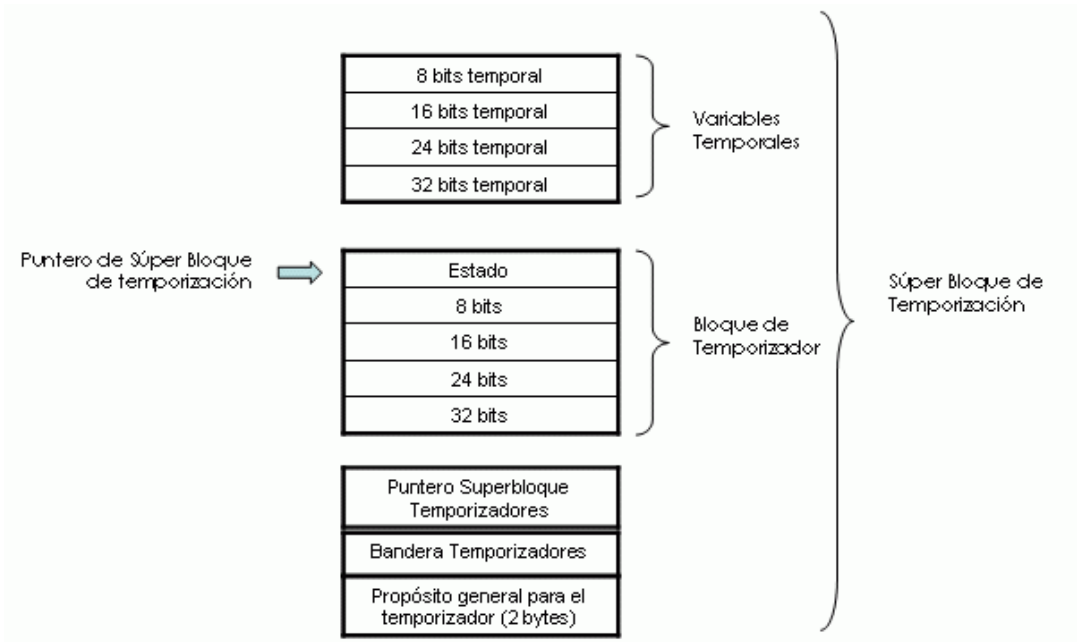 8 bits temporal
16 bits temporal
24 bits temporal
32 bits temporal
Variables
Temporales
Puntero de Súper Bloque
de temporización
Estado
8 bits
16 bits
24 bits
32 bits
Bloque de
Temporizador
Súper Bloque de
Temporización
Puntero Superbloque
Temporizadores
Bandera Temporizadores
Propósito general para el
temporizador (2 bytes)